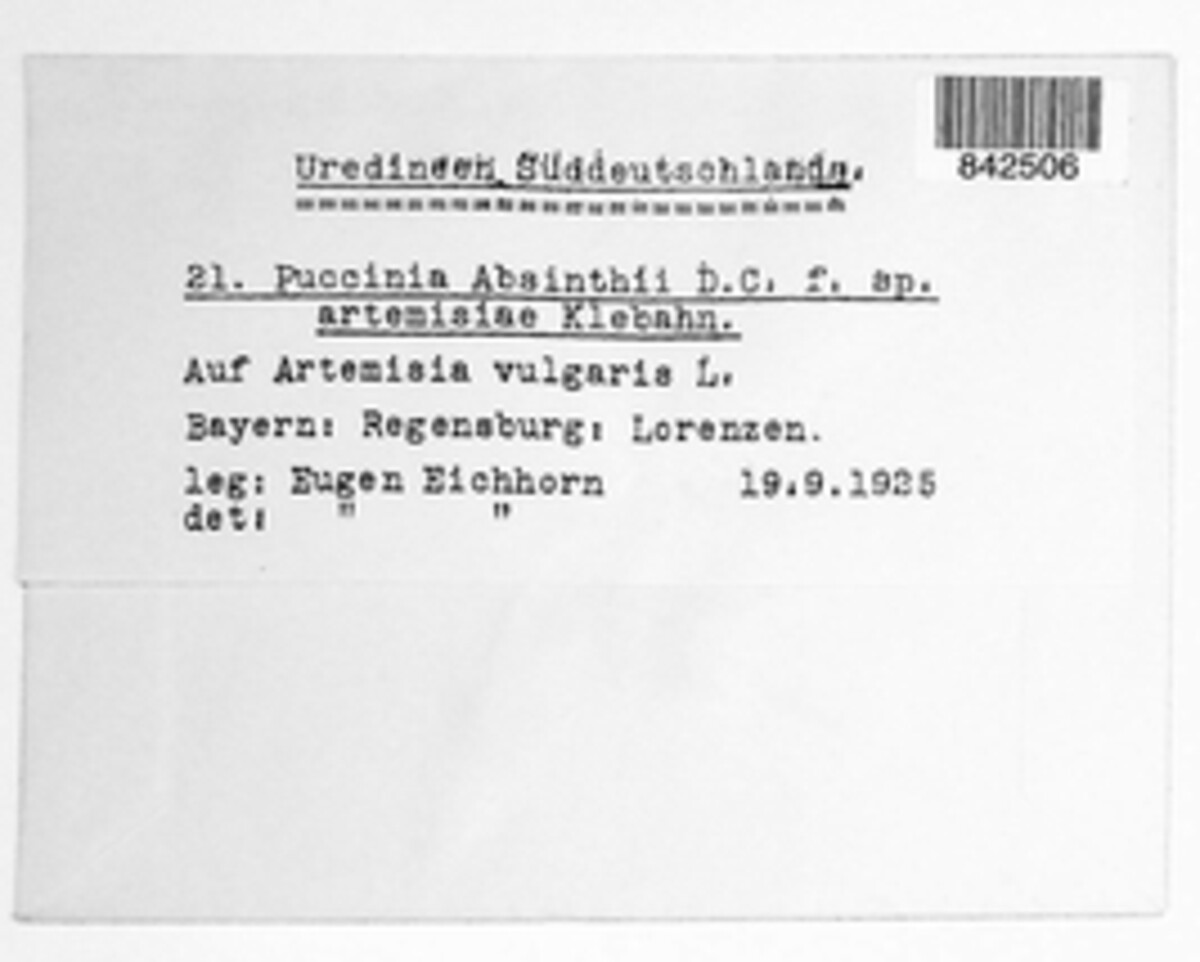 842506
Uredineen Süddeutschlands.
21. Puccinia Absinthii D.C. f. sp.
artemisiae Klebahn.
Auf Artemisia vulgaris L.
Bayern: Regensburg: Lorenzen.
leg: Eugen Eichhorn 19.9.1925
det: " "